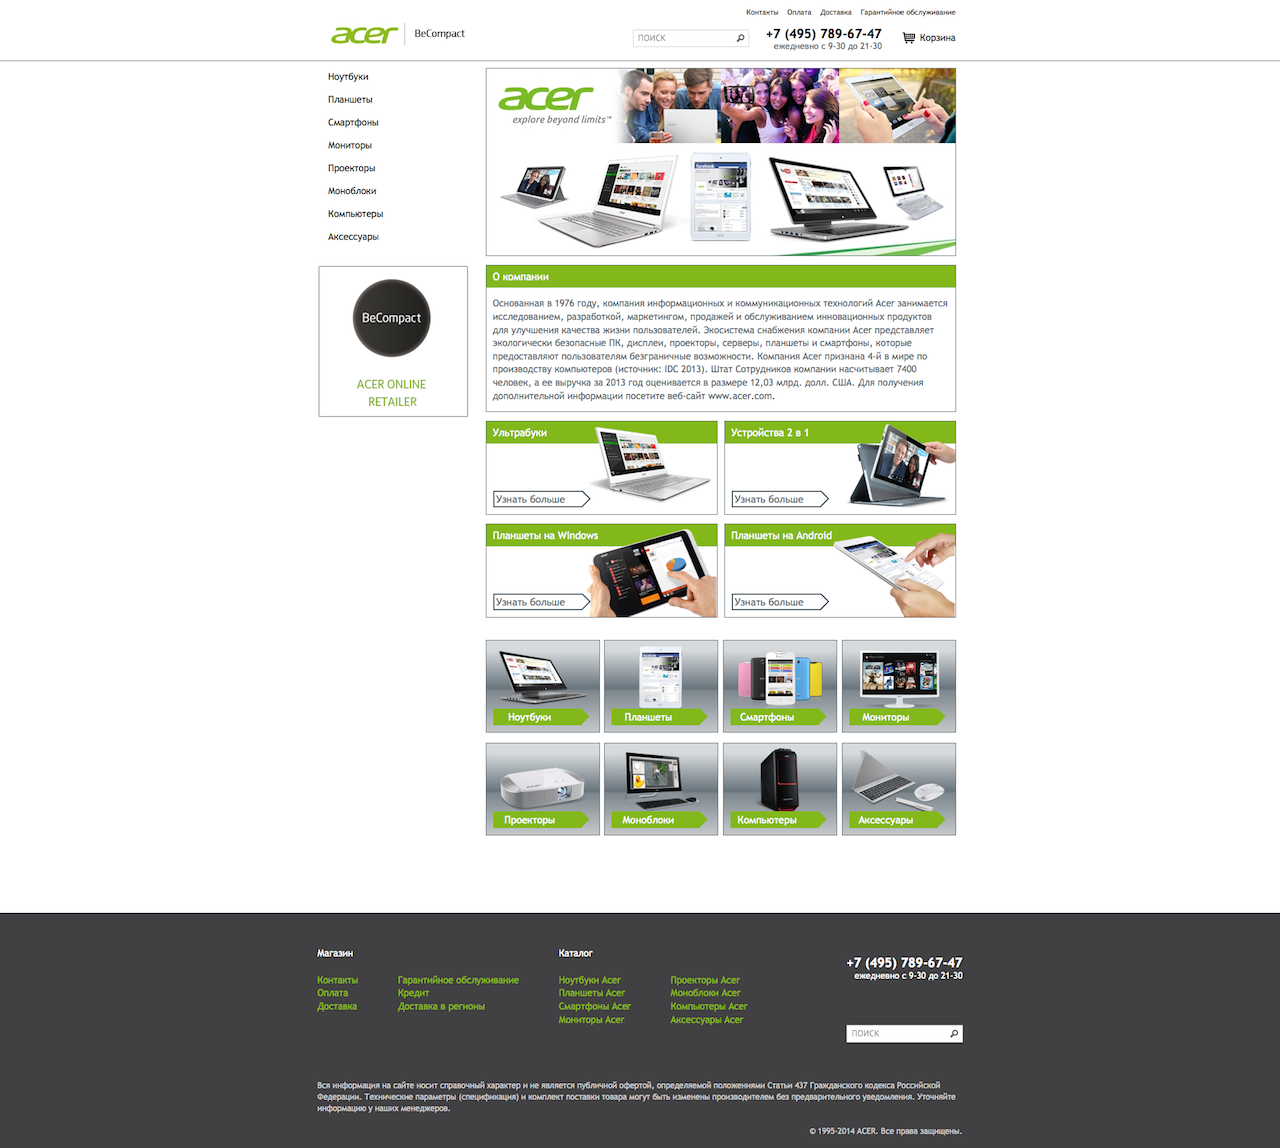 Контакты Оплата Доставка Гарантийное обслуживание
acer BeCompact
ПОИСК
+7 (495) 789-67-47
ежедневно с 9-30 до 21-30
Корзина
Ноутбуки
Планшеты
Смартфоны
Мониторы
Проекторы
Моноблоки
Компьютеры
Аксессуары
BeCompact
ACER ONLINE
RETAILER
acer
explore beyond limits™
facebook
О компании
Основанная в 1976 году, компания информационных и коммуникационных технологий Acer занимается
исследованием, разработкой, маркетингом, продажей и обслуживанием инновационных продуктов
для улучшения качества жизни пользователей. Экосистема снабжения компании Acer представляет
экологически безопасные ПК, дисплеи, проекторы, серверы, планшеты и смартфоны, которые
предоставляют пользователям безграничные возможности. Компания Acer признана 4-й в мире по
производству компьютеров (источник: IDC 2013). Штат Сотрудников компании насчитывает 7400
человек, а ее выручка за 2013 год оценивается в размере 12,03 млрд. долл. США. Для получения
дополнительной информации посетите веб-сайт www.acer.com.
Ультрабуки
Узнать больше
Устройства 2 в 1
Узнать больше
Планшеты на Windows
Узнать больше
Планшеты на Android
Узнать больше
Ноутбуки
Планшеты
Смартфоны
Мониторы
Проекторы
Моноблоки
Компьютеры
Аксессуары
Магазин
Контакты
Оплата
Доставка
Гарантийное обслуживание
Кредит
Доставка в регионы
Каталог
Ноутбуки Acer
Планшеты Acer
Смартфоны Acer
Мониторы Acer
Проекторы Acer
Моноблоки Acer
Компьютеры Acer
Аксессуары Acer
+7 (495) 789-67-47
ежедневно с 9-30 до 21-30
ПОИСК
Вся информация на сайте носит справочный характер и не является публичной офертой, определяемой положениями Статьи 437 Гражданского кодекса Российской
Федерации. Технические параметры (спецификация) и комплект поставки товара могут быть изменены производителем без предварительного уведомления. Уточняйте
информацию у наших менеджеров.
© 1995-2014 ACER. Все права защищены.